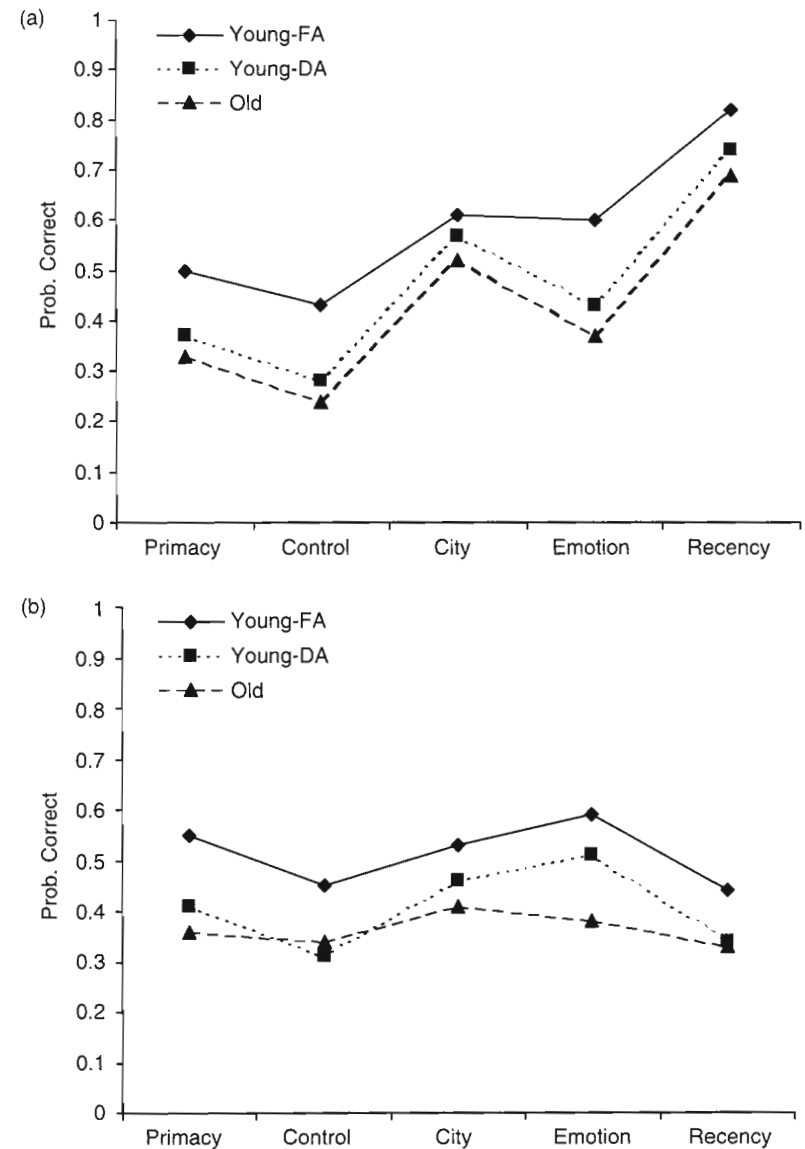 (a)
1
0.9
0.8
0.7
0.6
0.5
0.4
0.3
0.2
0.1
0
Prob. Correct
Young-FA
Young-DA
Old
Primacy Control City Emotion Recency
(b)
1
0.9
0.8
0.7
0.6
0.5
0.4
0.3
0.2
0.1
0
Prob. Correct
Young-FA
Young-DA
Old
Primacy Control City Emotion Recency